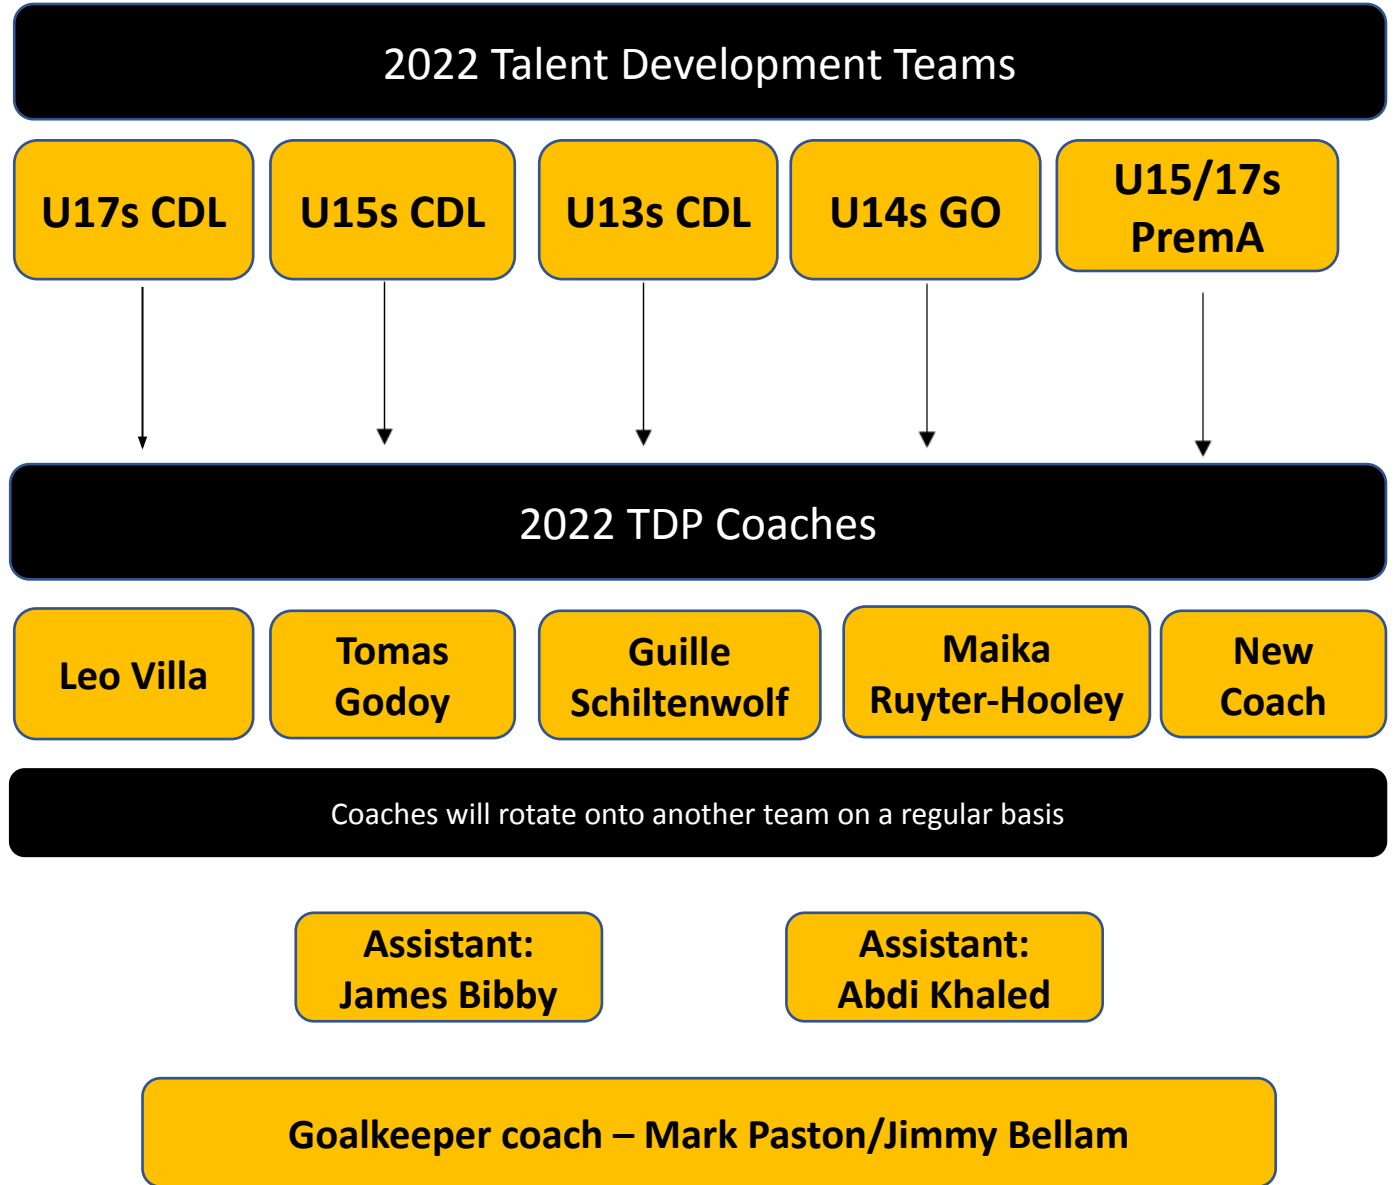 2022 Talent Development Teams
U17s CDL
U15s CDL
U13s CDL
U14s GO
U15/17s
PremA
2022 TDP Coaches
Leo Villa
Tomas
Godoy
Guille
Schiltenwolf
Maika
Ruyter-Hooley
New
Coach
Coaches will rotate onto another team on a regular basis
Assistant:
James Bibby
Assistant:
Abdi Khaled
Goalkeeper coach – Mark Paston/Jimmy Bellam